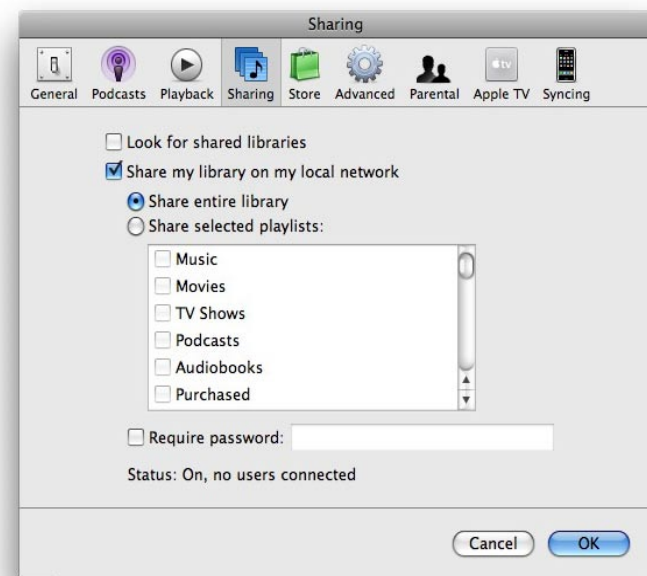 Sharing
General Podcasts Playback Sharing Store Advanced Parental Apple TV Syncing
Look for shared libraries
Share my library on my local network
Share entire library
Share selected playlists:
Music
Movies
TV Shows
Podcasts
Audiobooks
Purchased
Require password:
Status: On, no users connected
Cancel OK